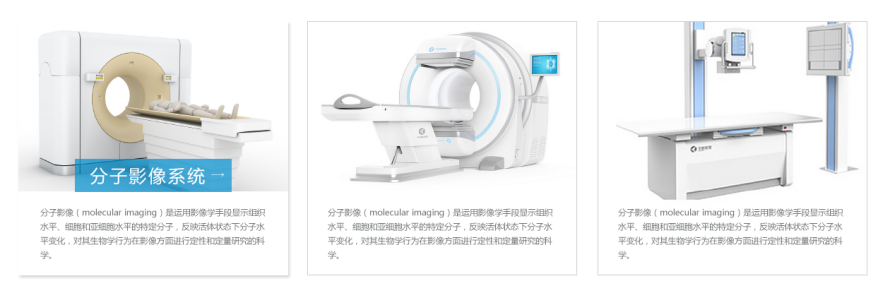 分子影像系统→
分子影像（molecular imaging）是运用影像学手段显示组织
水平、细胞和亚细胞水平的特定分子，反映活体状态下分子水
平变化，对其生物学行为在影像方面进行定性和定量研究的科
学。
分子影像（molecular imaging）是运用影像学手段显示组织
水平、细胞和亚细胞水平的特定分子，反映活体状态下分子水
平变化，对其生物学行为在影像方面进行定性和定量研究的科
学。
分子影像（molecular imaging）是运用影像学手段显示组织
水平、细胞和亚细胞水平的特定分子，反映活体状态下分子水
平变化，对其生物学行为在影像方面进行定性和定量研究的科
学。